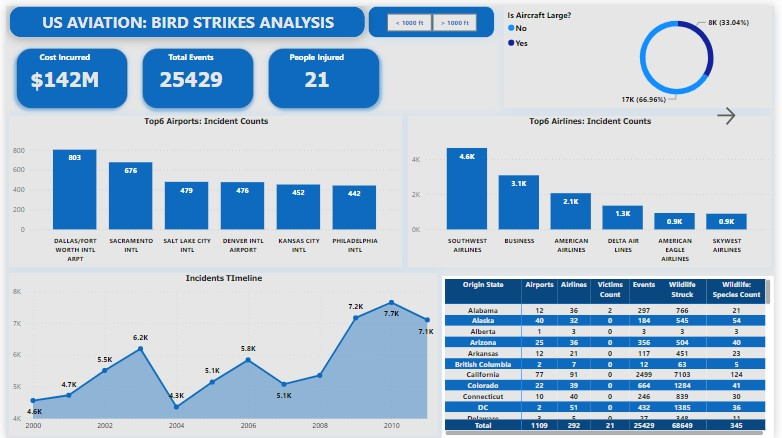 US AVIATION: BIRD STRIKES ANALYSIS
< 1000 ft > 1000 ft
Is Aircraft Large?
No
Yes
8K (33.04%)
17K (66.96%)
Cost Incurred
$142M
Total Events
25429
People Injured
21
Top6 Airports: Incident Counts
800
600
400
200
0
803
676
479
476
452
442
DALLAS/FORT WORTH INTL ARPT
SACRAMENTO INTL
SALT LAKE CITY INTL
DENVER INTL AIRPORT
KANSAS CITY INTL
PHILADELPHIA INTL
Top6 Airlines: Incident Counts
4K
2K
0K
4.6K
3.1K
2.1K
1.3K
0.9K
0.9K
SOUTHWEST AIRLINES
BUSINESS
AMERICAN AIRLINES
DELTA AIR LINES
AMERICAN EAGLE AIRLINES
SKYWEST AIRLINES
Incidents TImeline
8K
7K
6K
5K
4K
4.6K
4.7K
5.5K
6.2K
4.3K
5.1K
5.8K
5.1K
7.2K
7.7K
7.1K
2000 2002 2004 2006 2008 2010
Origin State Airports Airlines Victims Count Events Wildlife Struck Wildlife: Species Count
Alabama 12 36 2 297 766 21
Alaska 40 32 0 184 545 54
Alberta 1 3 0 3 3 3
Arizona 25 36 0 356 504 40
Arkansas 12 21 0 117 451 23
British Columbia 2 7 0 12 63 5
California 77 91 0 2499 7103 124
Colorado 22 39 0 664 1284 41
Connecticut 10 40 0 246 839 30
DC 2 51 0 432 1385 36
Delaware 3 5 0 27 348 11
Total 1109 292 21 25429 68649 345